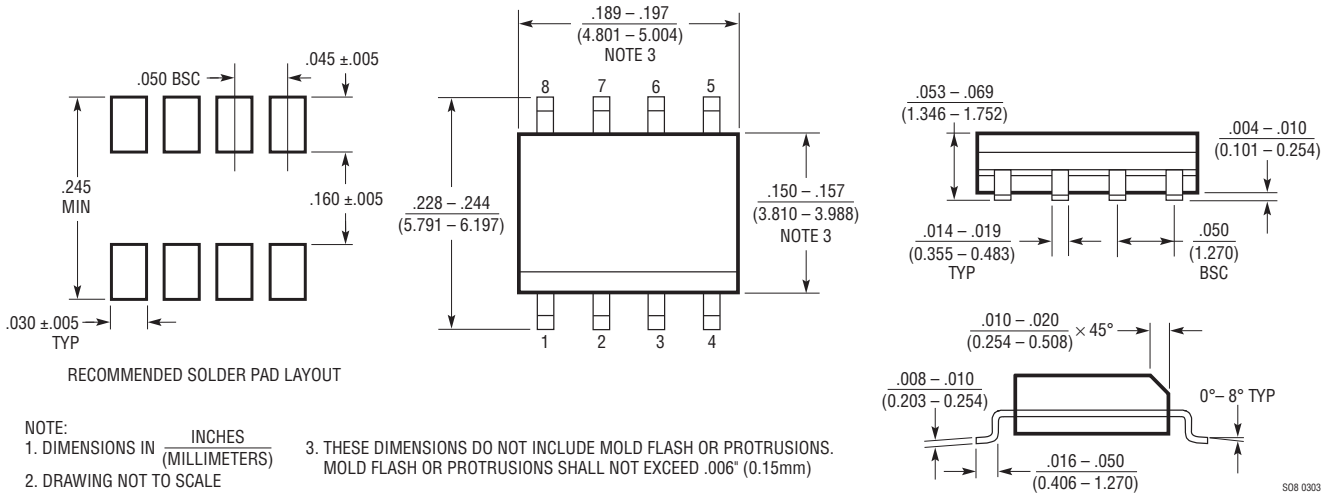 .050 BSC
.045 ±.005
.245
MIN
.160 ±.005
.030 ±.005
TYP
RECOMMENDED SOLDER PAD LAYOUT
.189 – .197
(4.801 – 5.004)
NOTE 3
8 7 6 5
.228 – .244
(5.791 – 6.197)
.150 – .157
(3.810 – 3.988)
NOTE 3
1 2 3 4
.053 – .069
(1.346 – 1.752)
.004 – .010
(0.101 – 0.254)
.014 – .019
(0.355 – 0.483)
TYP
.050
(1.270)
BSC
.010 – .020
(0.254 – 0.508)
× 45°
.008 – .010
(0.203 – 0.254)
0°– 8° TYP
.016 – .050
(0.406 – 1.270)
NOTE:
1. DIMENSIONS IN INCHES
(MILLIMETERS)
2. DRAWING NOT TO SCALE
3. THESE DIMENSIONS DO NOT INCLUDE MOLD FLASH OR PROTRUSIONS.
MOLD FLASH OR PROTRUSIONS SHALL NOT EXCEED .006" (0.15mm)
SO8 0303